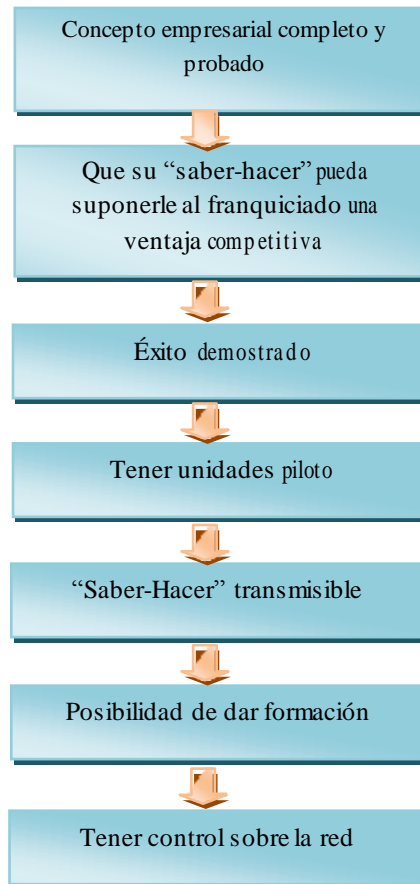 Concepto empresarial completo y
probado
Que su “saber-hacer” pueda
suponerle al franquiciado una
ventaja competitiva
Éxito demostrado
Tener unidades piloto
“Saber-Hacer” transmisible
Posibilidad de dar formación
Tener control sobre la red